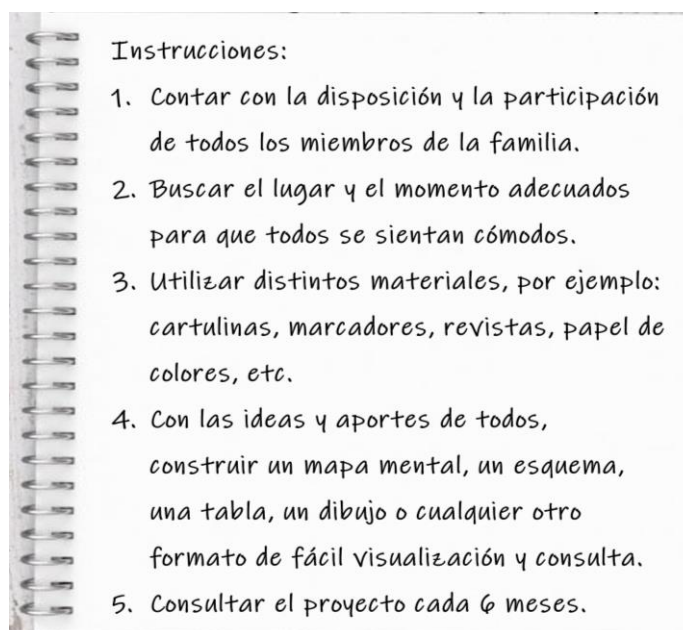 Instrucciones:
1. Contar con la disposición y la participación
de todos los miembros de la familia.
2. Buscar el lugar y el momento adecuados
para que todos se sientan cómodos.
3. Utilizar distintos materiales, por ejemplo:
cartulinas, marcadores, revistas, papel de
colores, etc.
4. Con las ideas y aportes de todos,
construir un mapa mental, un esquema,
una tabla, un dibujo o cualquier otro
formato de fácil visualización y consulta.
5. Consultar el proyecto cada 6 meses.